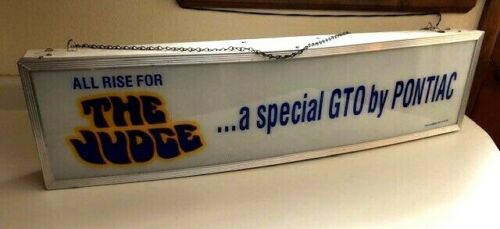 ALL RISE FOR
THE
JUDGE
...a special GTO by PONTIAC